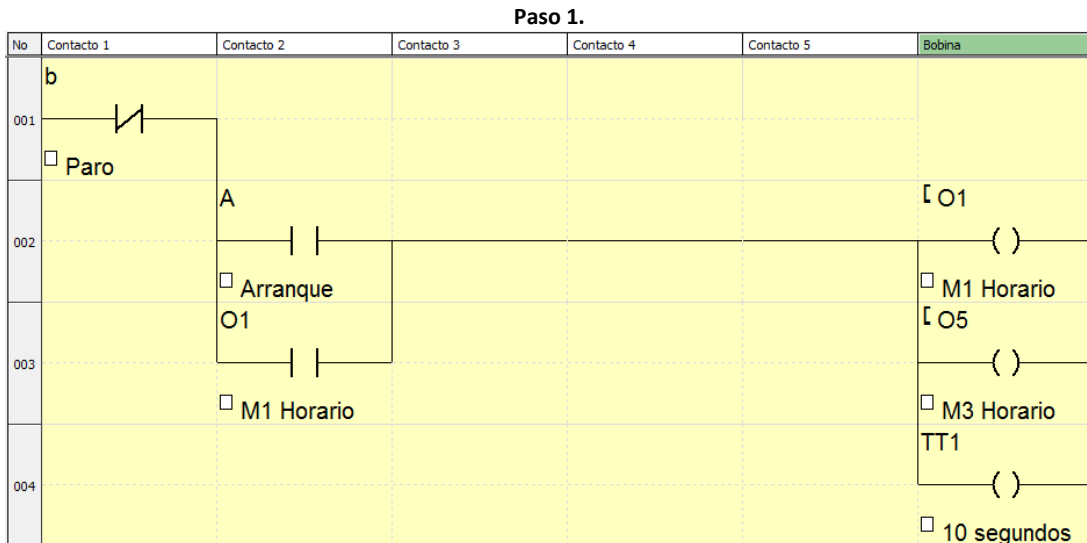 Paso 1.
No Contacto 1 Contacto 2 Contacto 3 Contacto 4 Contacto 5 Bobina
b
001
Paro
A [ O1
002
Arranque M1 Horario
O1 [ O5
003
M1 Horario M3 Horario
TT1
004
10 segundos